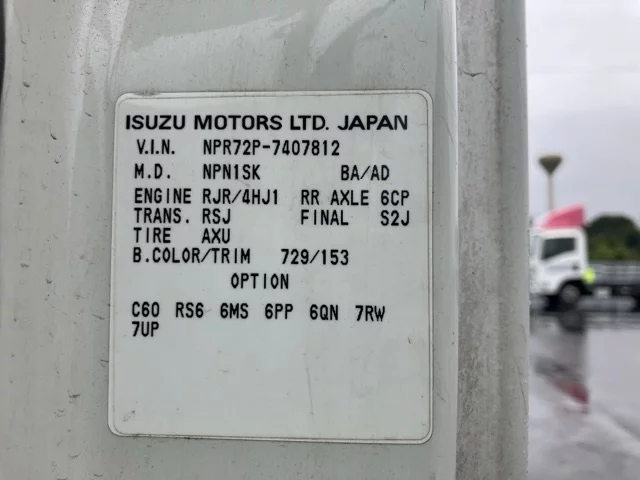 ISUZU MOTORS LTD. JAPAN
V.I.N. NPR72P-7407812
M.D. NPN1SK BA/AD
ENGINE RJR/4HJ1 RR AXLE 6CP
TRANS. RSJ FINAL S2J
TIRE AXU
B.COLOR/TRIM 729/153
OPTION
C60 RS6 6MS 6PP 6QN 7RW
7UP